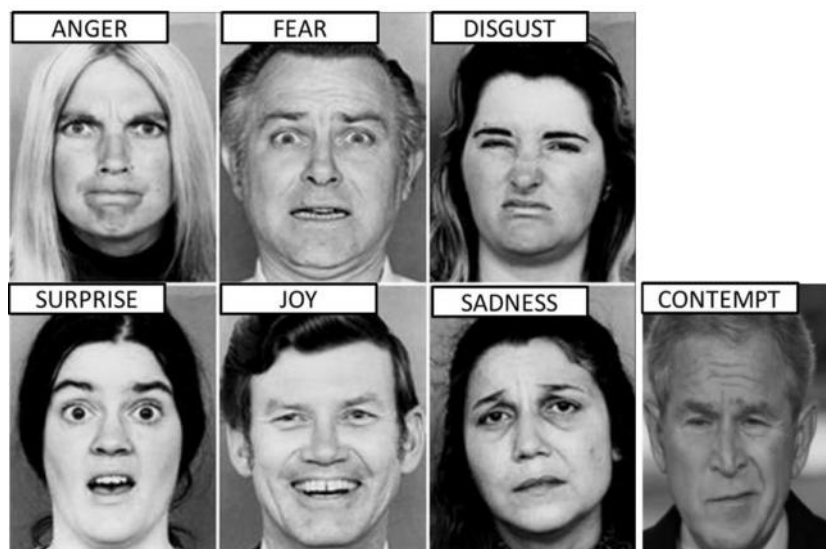 ANGER
FEAR
DISGUST
SURPRISE
JOY
SADNESS
CONTEMPT